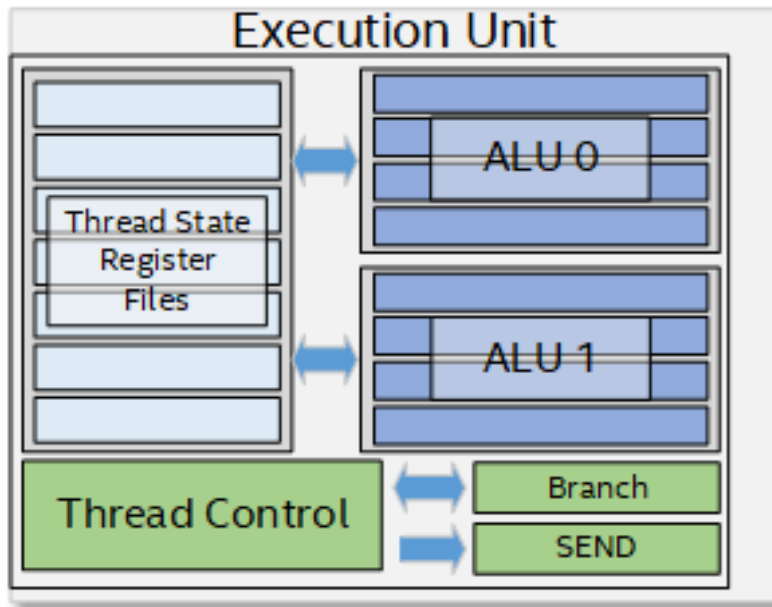 Execution Unit
Thread State
Register
Files
ALU 0
ALU 1
Thread Control
Branch
SEND